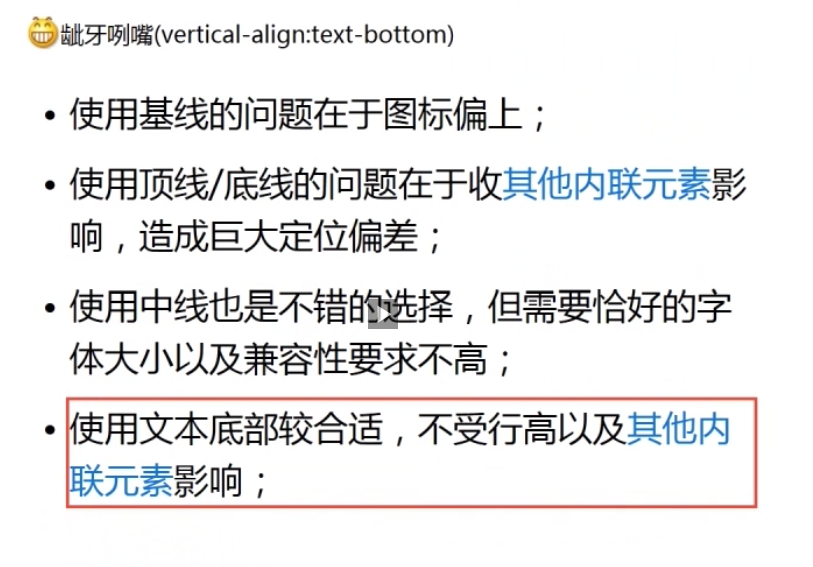 龇牙咧嘴(vertical-align:text-bottom)
• 使用基线的问题在于图标偏上；
• 使用顶线/底线的问题在于收其他内联元素影
响，造成巨大定位偏差；
• 使用中线也是不错的选择，但需要恰好的字
体大小以及兼容性要求不高；
• 使用文本底部较合适，不受行高以及其他内
联元素影响；